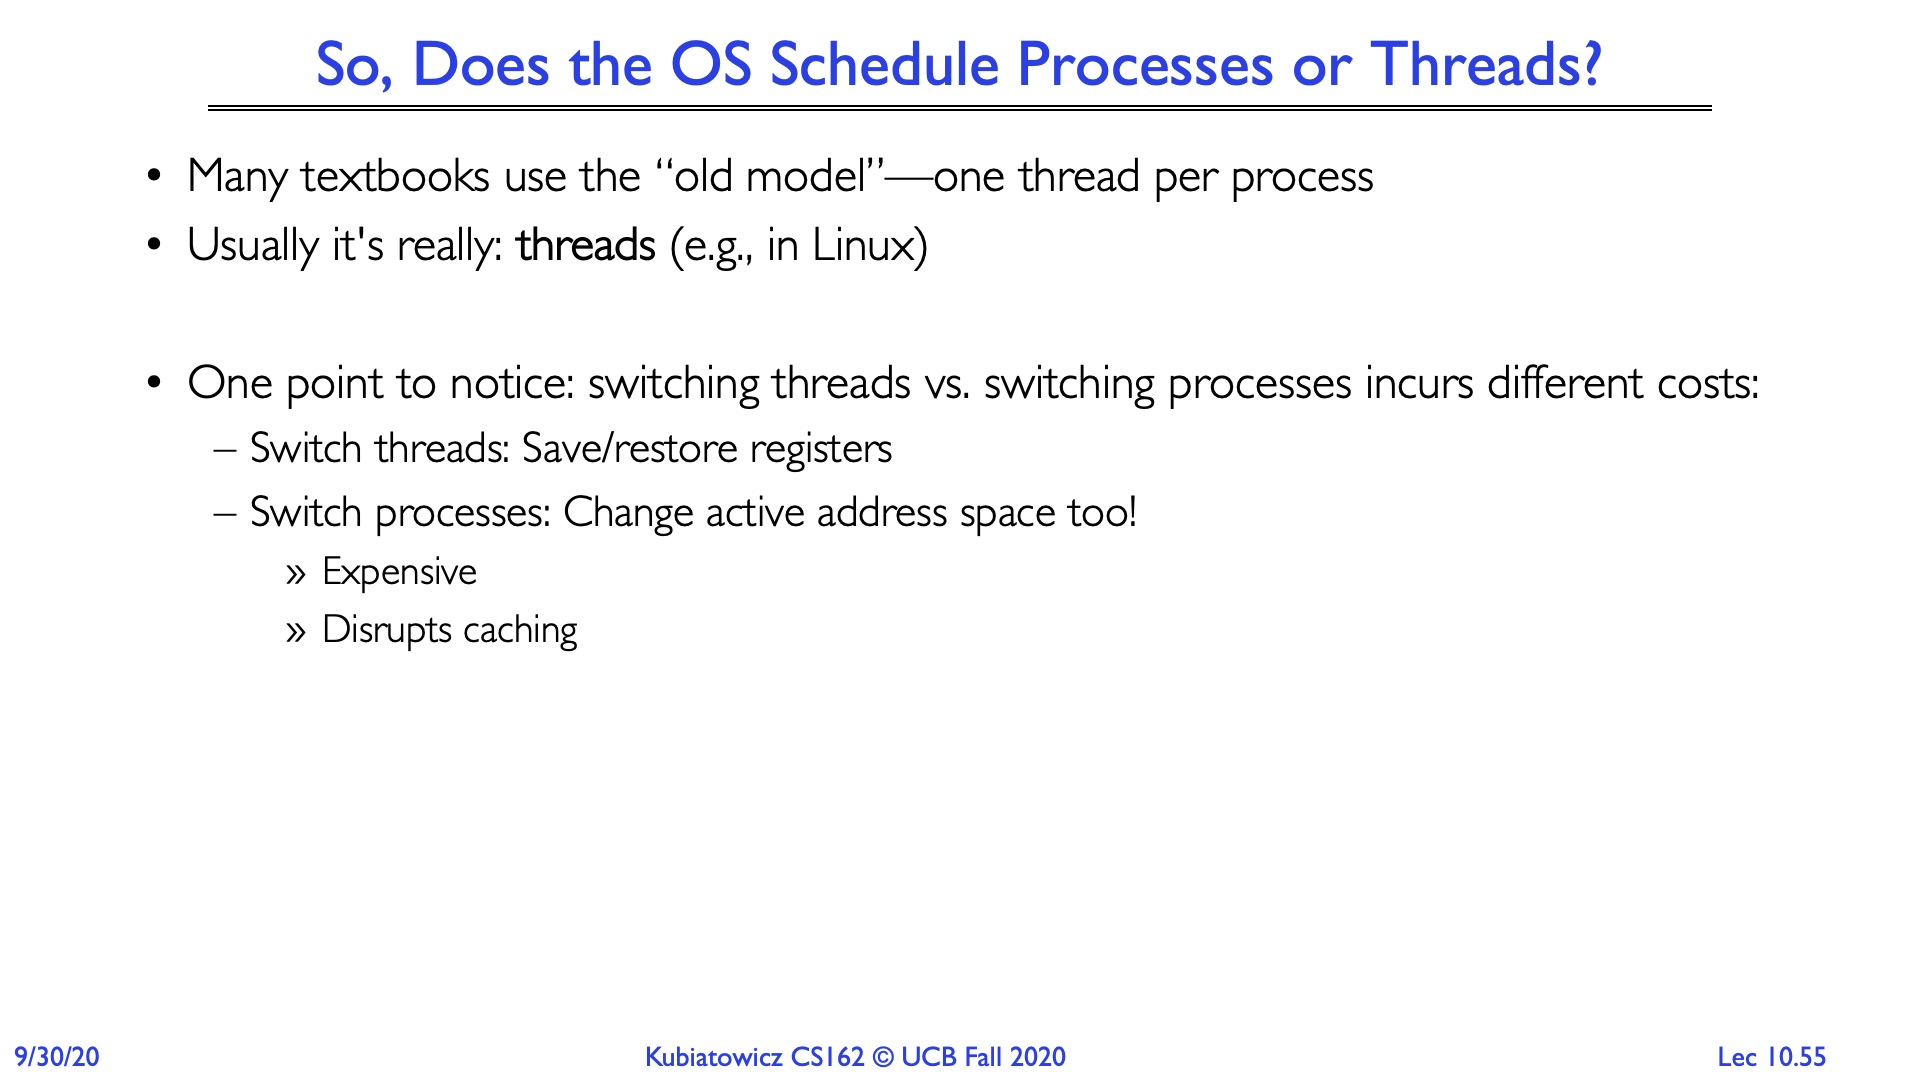 So, Does the OS Schedule Processes or Threads?
• Many textbooks use the “old model”—one thread per process
• Usually it's really: threads (e.g., in Linux)
• One point to notice: switching threads vs. switching processes incurs different costs:
– Switch threads: Save/restore registers
– Switch processes: Change active address space too!
» Expensive
» Disrupts caching
9/30/20
Kubiatowicz CS162 © UCB Fall 2020
Lec 10.55